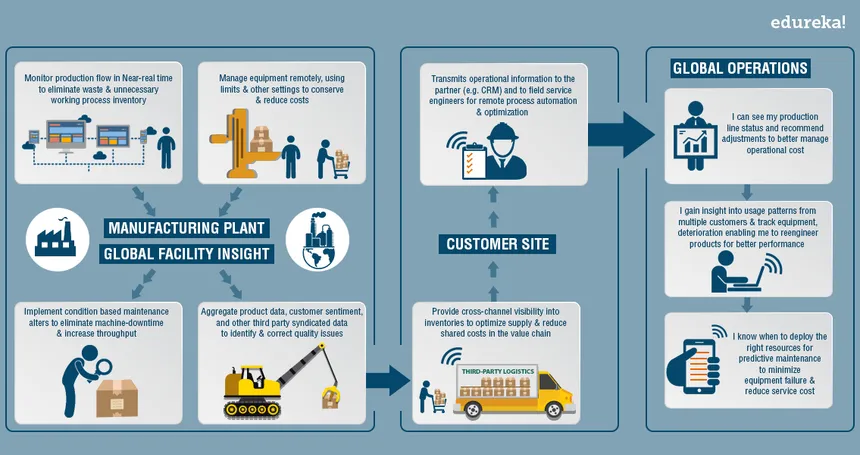 edureka!
Monitor production flow in Near-real time
to eliminate waste & unnecessary
working process inventory
Manage equipment remotely, using
limits & other settings to conserve
& reduce costs
MANUFACTURING PLANT
GLOBAL FACILITY INSIGHT
Implement condition based maintenance
alters to eliminate machine-downtime
& increase throughput
Aggregate product data, customer sentiment,
and other third party syndicated data
to identify & correct quality issues
Transmits operational information to the
partner (e.g. CRM) and to field service
engineers for remote process automation
& optimization
CUSTOMER SITE
Provide cross-channel visibility into
inventories to optimize supply & reduce
shared costs in the value chain
THIRD-PARTY LOGISTICS
GLOBAL OPERATIONS
I can see my production
line status and recommend
adjustments to better manage
operational cost
I gain insight into usage patterns from
multiple customers & track equipment,
deterioration enabling me to reengineer
products for better performance
I know when to deploy the
right resources for
predictive maintenance
to minimize
equipment failure &
reduce service cost